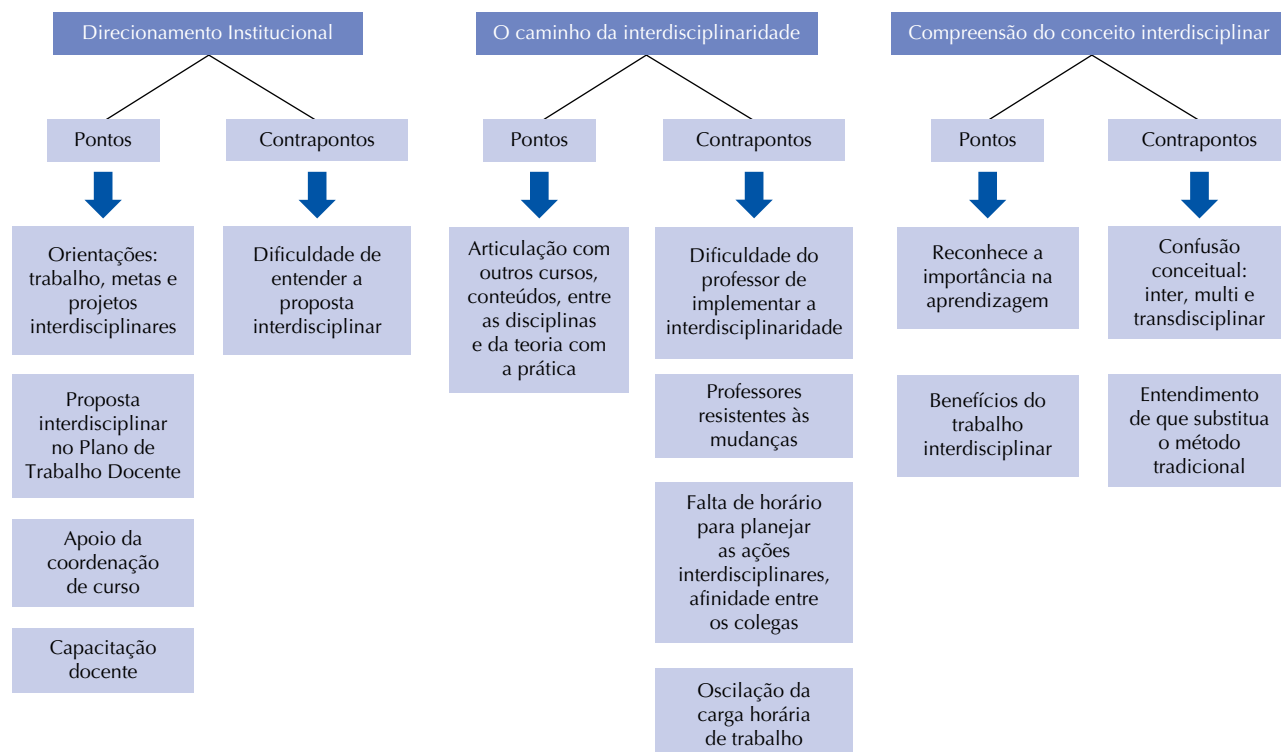 Direcionamento Institucional
Pontos
Contrapontos
Orientações:
trabalho, metas e
projetos
interdisciplinares
Proposta
interdisciplinar
no Plano de
Trabalho Docente
Apoio da
coordenação
de curso
Capacitação
docente
Dificuldade de
entender a
proposta
interdisciplinar
O caminho da interdisciplinaridade
Pontos
Contrapontos
Articulação com
outros cursos,
conteúdos, entre
as disciplinas
e da teoria com
a prática
Dificuldade do
professor de
implementar a
interdisciplinaridade
Professores
resistentes às
mudanças
Falta de horário
para planejar
as ações
interdisciplinares,
afinidade entre
os colegas
Oscilação da
carga horária
de trabalho
Compreensão do conceito interdisciplinar
Pontos
Contrapontos
Reconhece a
importância na
aprendizagem
Benefícios do
trabalho
interdisciplinar
Confusão
conceitual:
inter, multi e
transdisciplinar
Entendimento
de que substitua
o método
tradicional